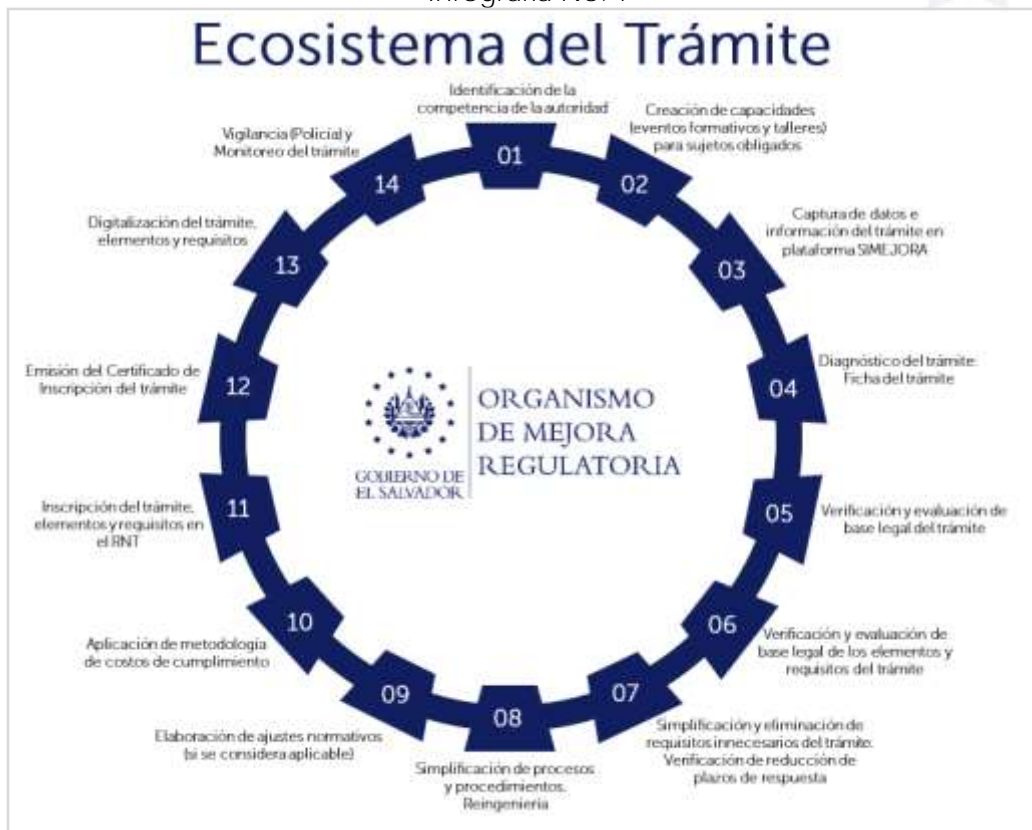 Ecosistema del Trámite
01
Identificación de la
competencia de la autoridad
02
Creación de capacidades
(eventos formativos y talleres)
para sujetos obligados
03
Captura de datos e
información del trámite en
plataforma SIMEJORA
04
Diagnóstico del trámite:
Ficha del trámite
05
Verificación y evaluación de
base legal del trámite
06
Verificación y evaluación de
base legal de los elementos y
requisitos del trámite
07
Simplificación y eliminación de
requisitos innecesarios del trámite.
Verificación de reducción de
plazos de respuesta
08
Simplificación de procesos
y procedimientos.
Reingeniería
09
Elaboración de ajustes normativos
(si se considera aplicable)
10
Aplicación de metodología
de costos de cumplimiento
11
Inscripción del trámite,
elementos y requisitos en
el RNT
12
Emisión del Certificado de
Inscripción del trámite
13
Digitalización del trámite,
elementos y requisitos
14
Vigilancia (Policía) y
Monitoreo del trámite
GOBIERNO DE
EL SALVADOR
ORGANISMO
DE MEJORA
REGULATORIA